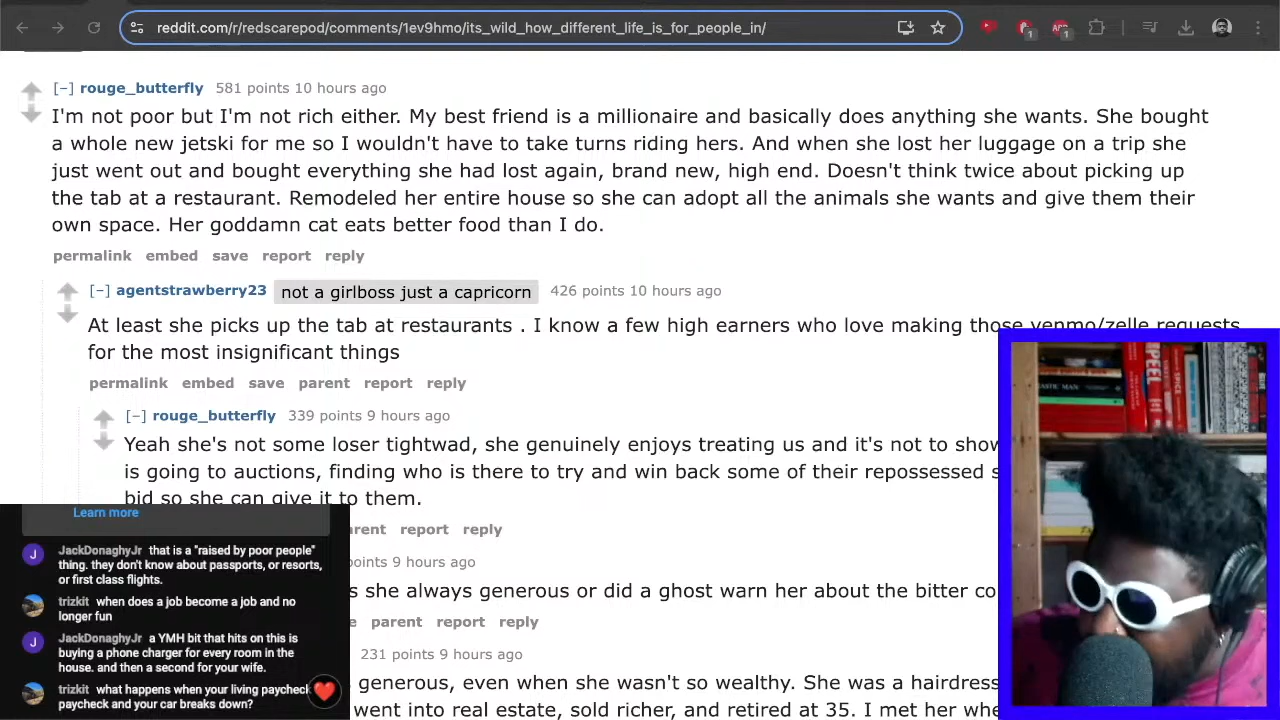 reddit.com/r/redscarepod/comments/1ev9hmo/its_wild_how_different_life_is_for_people_in/
1
1
[–] rouge_butterfly 581 points 10 hours ago
I'm not poor but I'm not rich either. My best friend is a millionaire and basically does anything she wants. She bought
a whole new jetski for me so I wouldn't have to take turns riding hers. And when she lost her luggage on a trip she
just went out and bought everything she had lost again, brand new, high end. Doesn't think twice about picking up
the tab at a restaurant. Remodeled her entire house so she can adopt all the animals she wants and give them their
own space. Her goddamn cat eats better food than I do.
permalink embed save report reply
[–] agentstrawberry23 not a girlboss just a capricorn 426 points 10 hours ago
At least she picks up the tab at restaurants . I know a few high earners who love making those venmo/zelle requests
for the most insignificant things
permalink embed save parent report reply
[–] rouge_butterfly 339 points 9 hours ago
Yeah she's not some loser tightwad, she genuinely enjoys treating us and it's not to show
is going to auctions, finding who is there to try and win back some of their repossessed
bid so she can give it to them.
report reply
points 9 hours ago
she always generous or did a ghost warn her about the bitter
parent report reply
231 points 9 hours ago
generous, even when she wasn't so wealthy. She was a
went into real estate, sold richer, and retired at 35. I met her
Learn more
J JackDonaghyJr that is a "raised by poor people"
thing. they don't know about passports, or resorts,
or first class flights.
trizkit when does a job become a job and no
longer fun
J JackDonaghyJr a YMH bit that hits on this is
buying a phone charger for every room in the
house. and then a second for your wife.
trizkit what happens when your living paycheck
paycheck and your car breaks down?